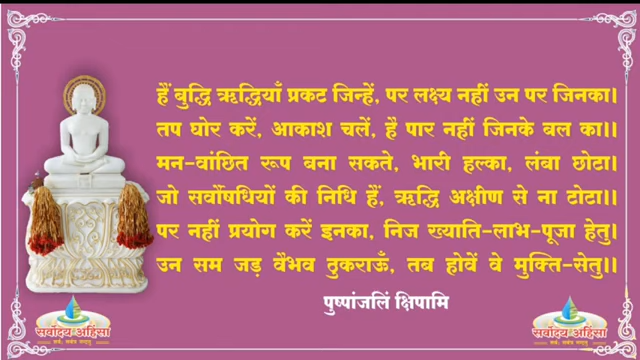 हैं बुद्धि ऋद्धियाँ प्रकट जिन्हें, पर लक्ष्य नहीं उन पर जिनका।
तप घोर करें, आकाश चलें, है पार नहीं जिनके बल का।।
मन-वांछित रूप बना सकते, भारी हल्का, लंबा छोटा।
जो सर्वौषधियों की निधि हैं, ऋद्धि अक्षीण से ना टोटा।।
पर नहीं प्रयोग करें इनका, निज ख्याति-लाभ-पूजा हेतु।
उन सम जड़ वैभव ठुकराऊँ, तब होवें वे मुक्ति-सेतु।।
पुष्पांजलिं क्षिपामि
सर्वोदय अहिंसा
सर्वोदय अहिंसा